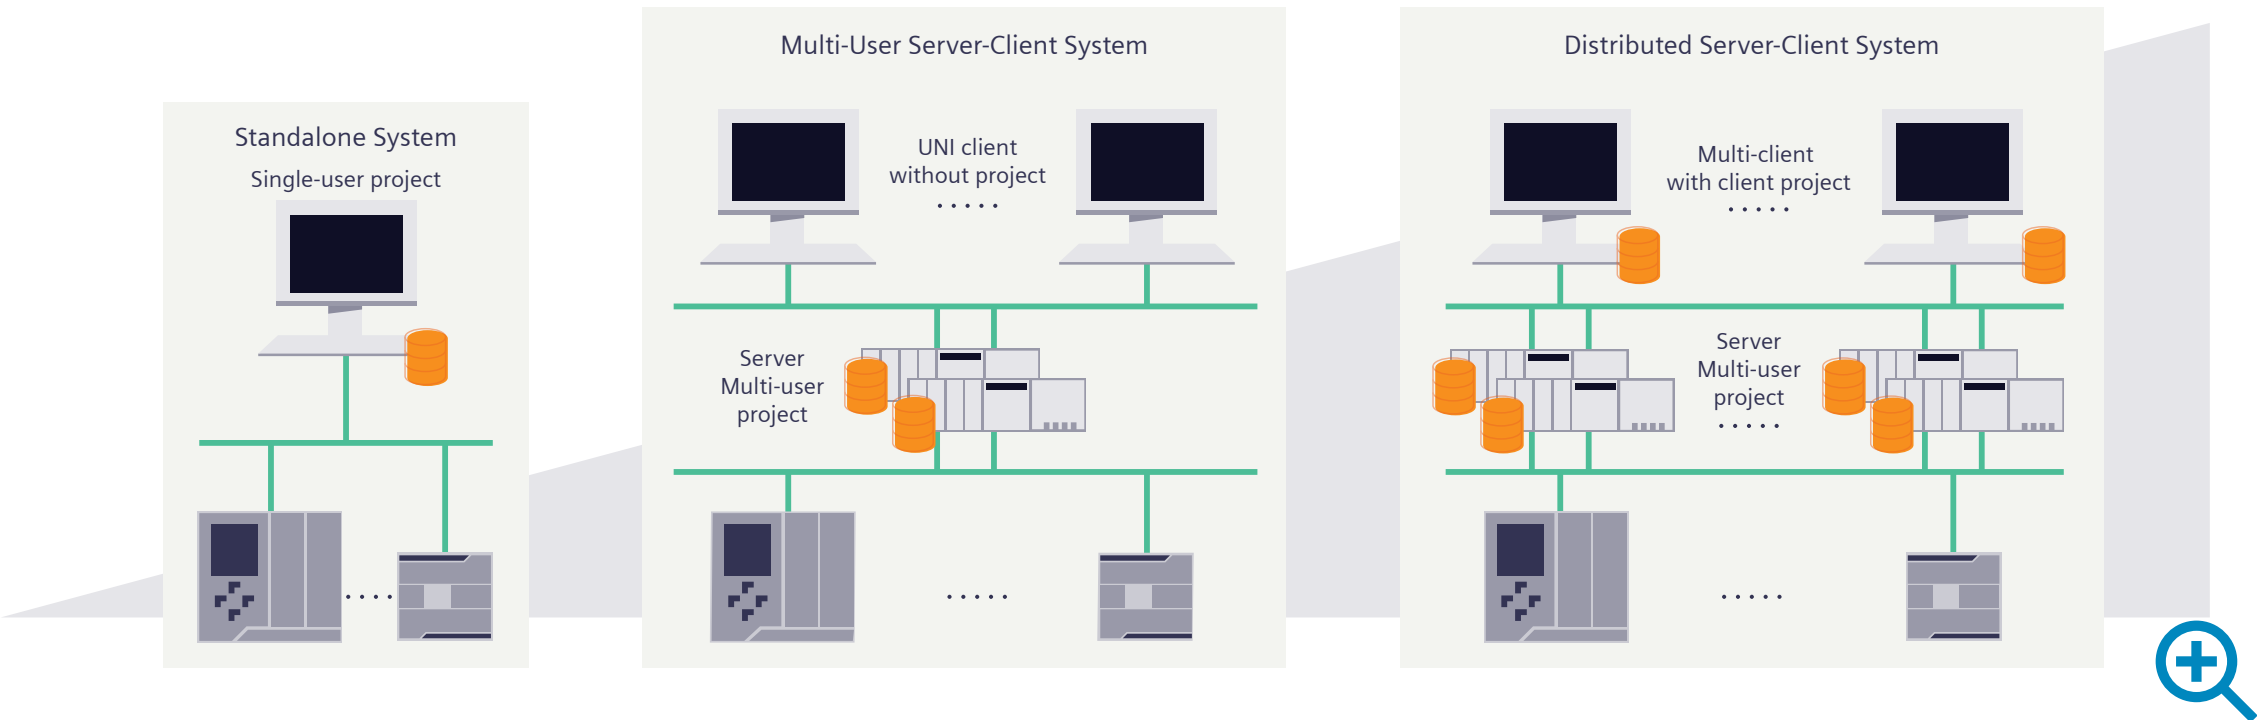 Standalone System
Single-user project
Multi-User Server-Client System
UNI client
without project
Server
Multi-user
project
Distributed Server-Client System
Multi-client
with client project
Server
Multi-user
project